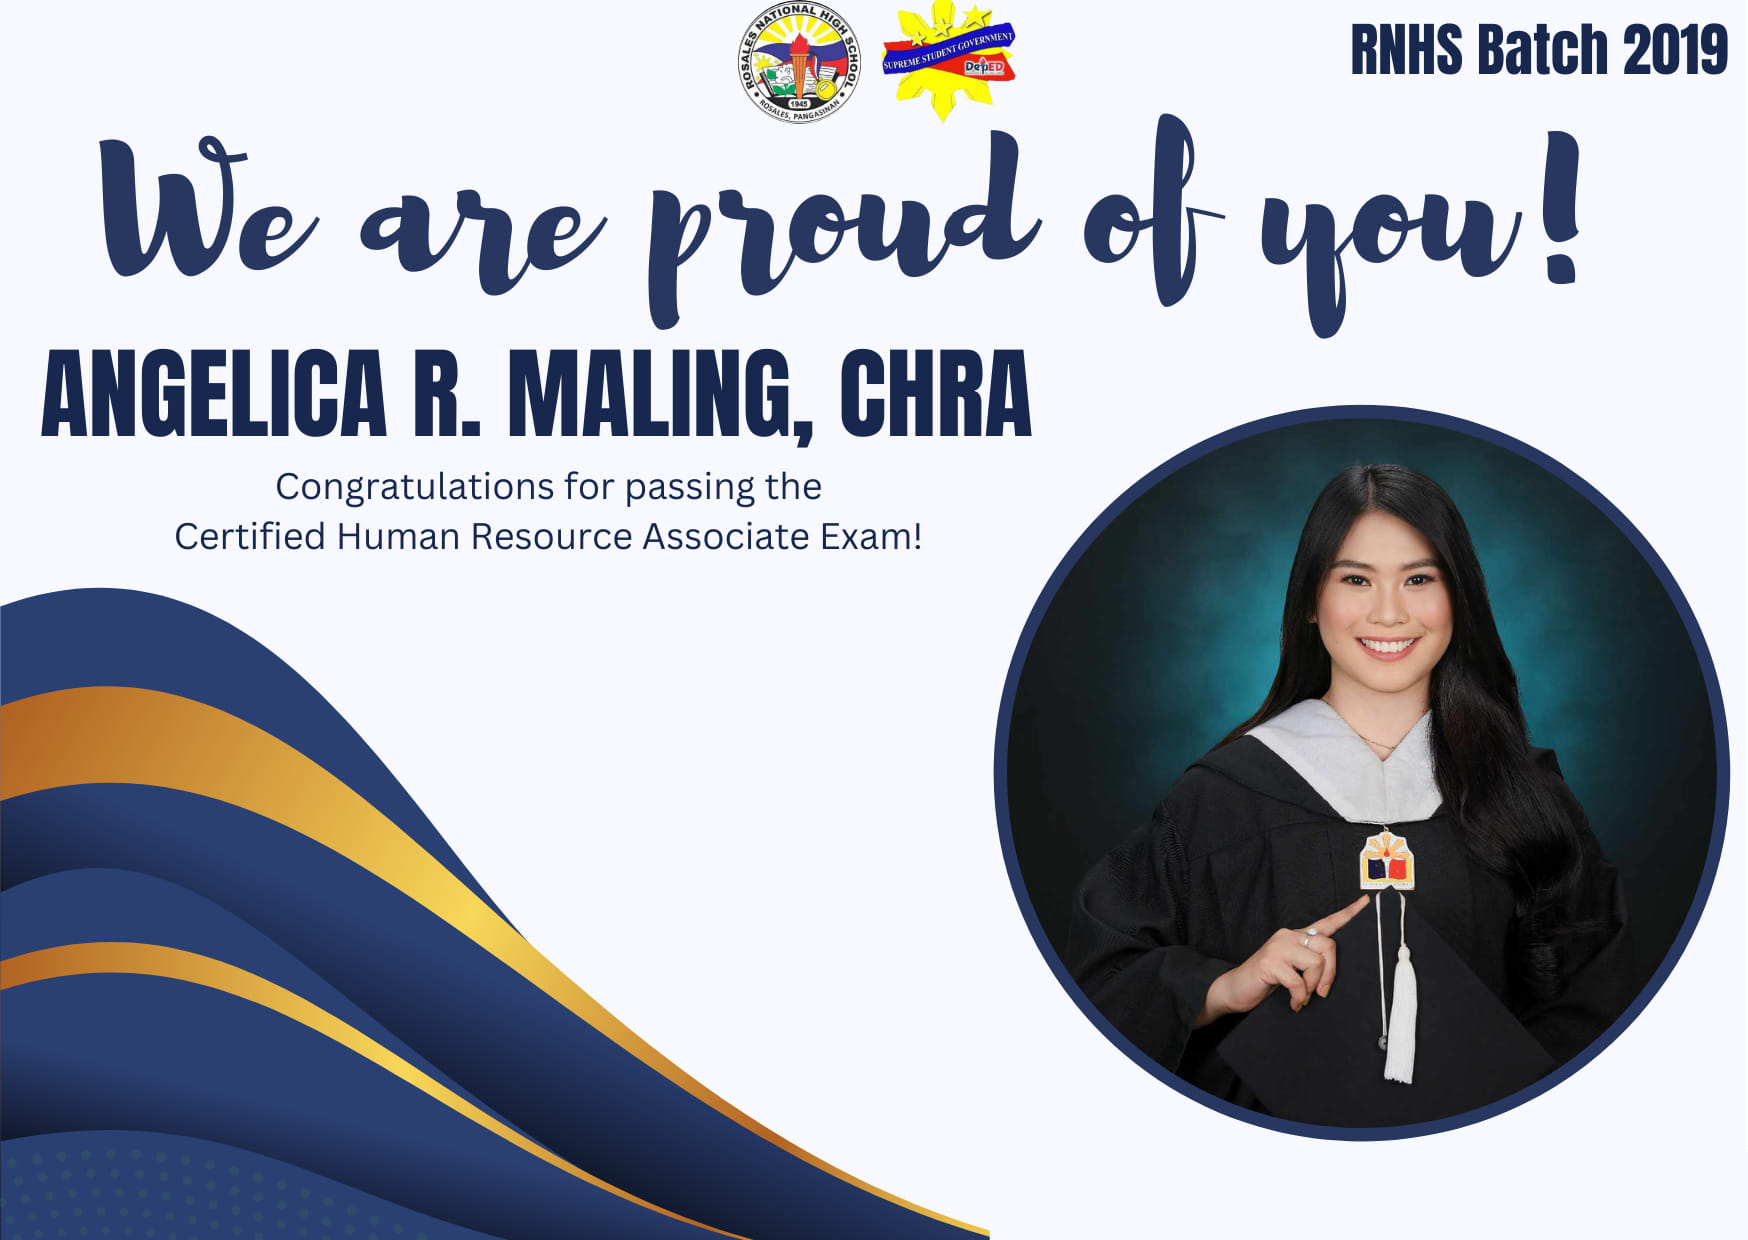 ROSALES NATIONAL HIGH SCHOOL
1945
ROSALES, PANGASINAN
SUPREME STUDENT GOVERNMENT
DepED
RNHS Batch 2019
We are proud of you!
ANGELICA R. MALING, CHRA
Congratulations for passing the
Certified Human Resource Associate Exam!